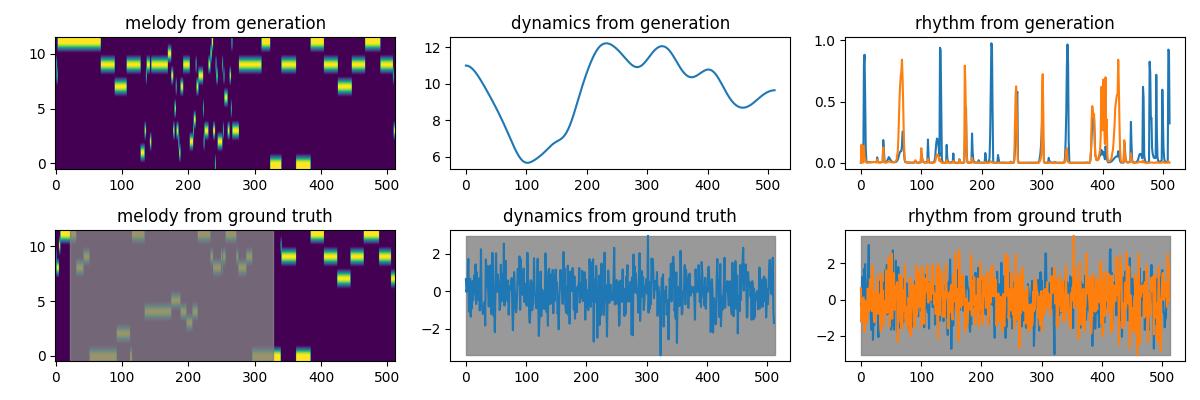 melody from generation
10
5
0
0 100 200 300 400 500
dynamics from generation
12
10
8
6
0 100 200 300 400 500
rhythm from generation
1.0
0.5
0.0
0 100 200 300 400 500
melody from ground truth
10
5
0
0 100 200 300 400 500
dynamics from ground truth
2
0
−2
0 100 200 300 400 500
rhythm from ground truth
2
0
−2
0 100 200 300 400 500